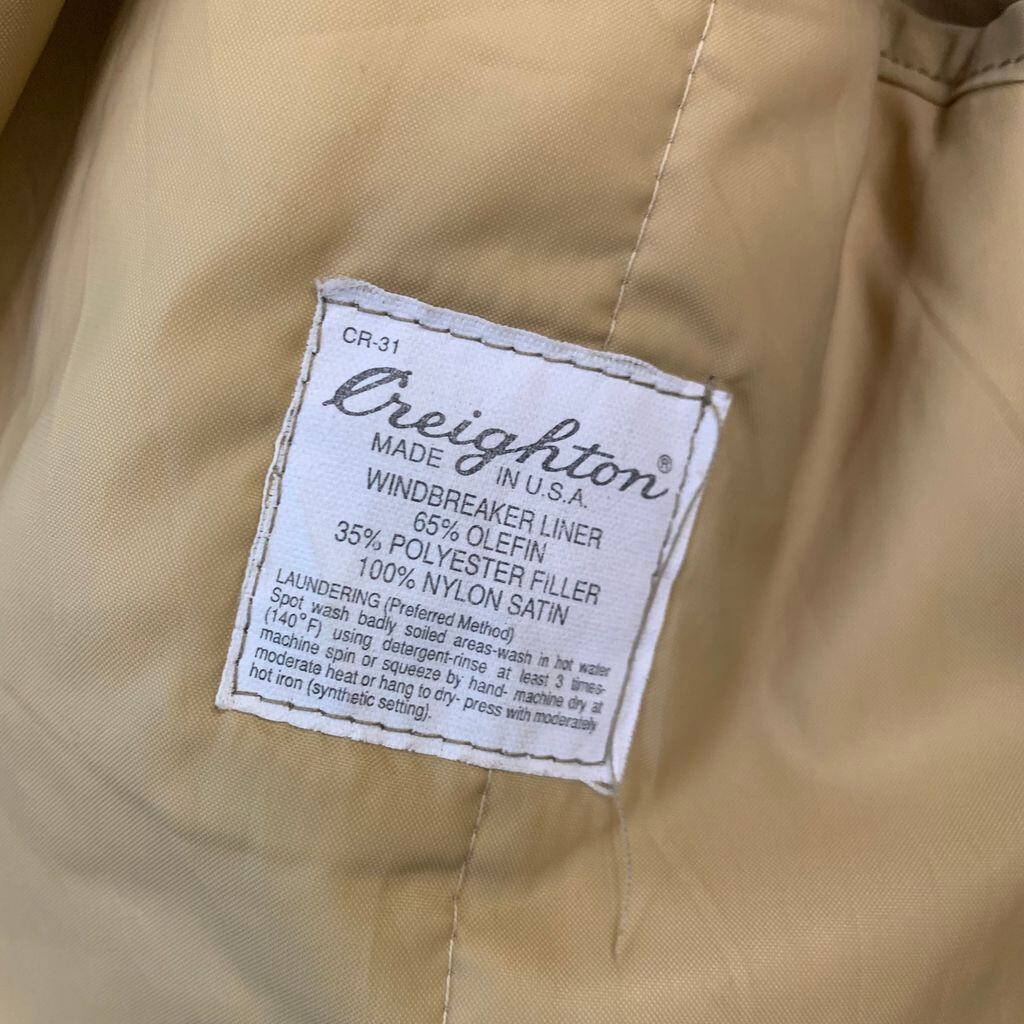 CR-31
Creighton®
MADE IN U.S.A.
WINDBREAKER LINER
65% OLEFIN
35% POLYESTER FILLER
100% NYLON SATIN
LAUNDERING (Preferred Method)
Spot wash badly soiled areas-wash in hot water
(140°F) using detergent-rinse at least 3 times-
machine spin or squeeze by hand- machine dry at
moderate heat or hang to dry- press with moderately
hot iron (synthetic setting).